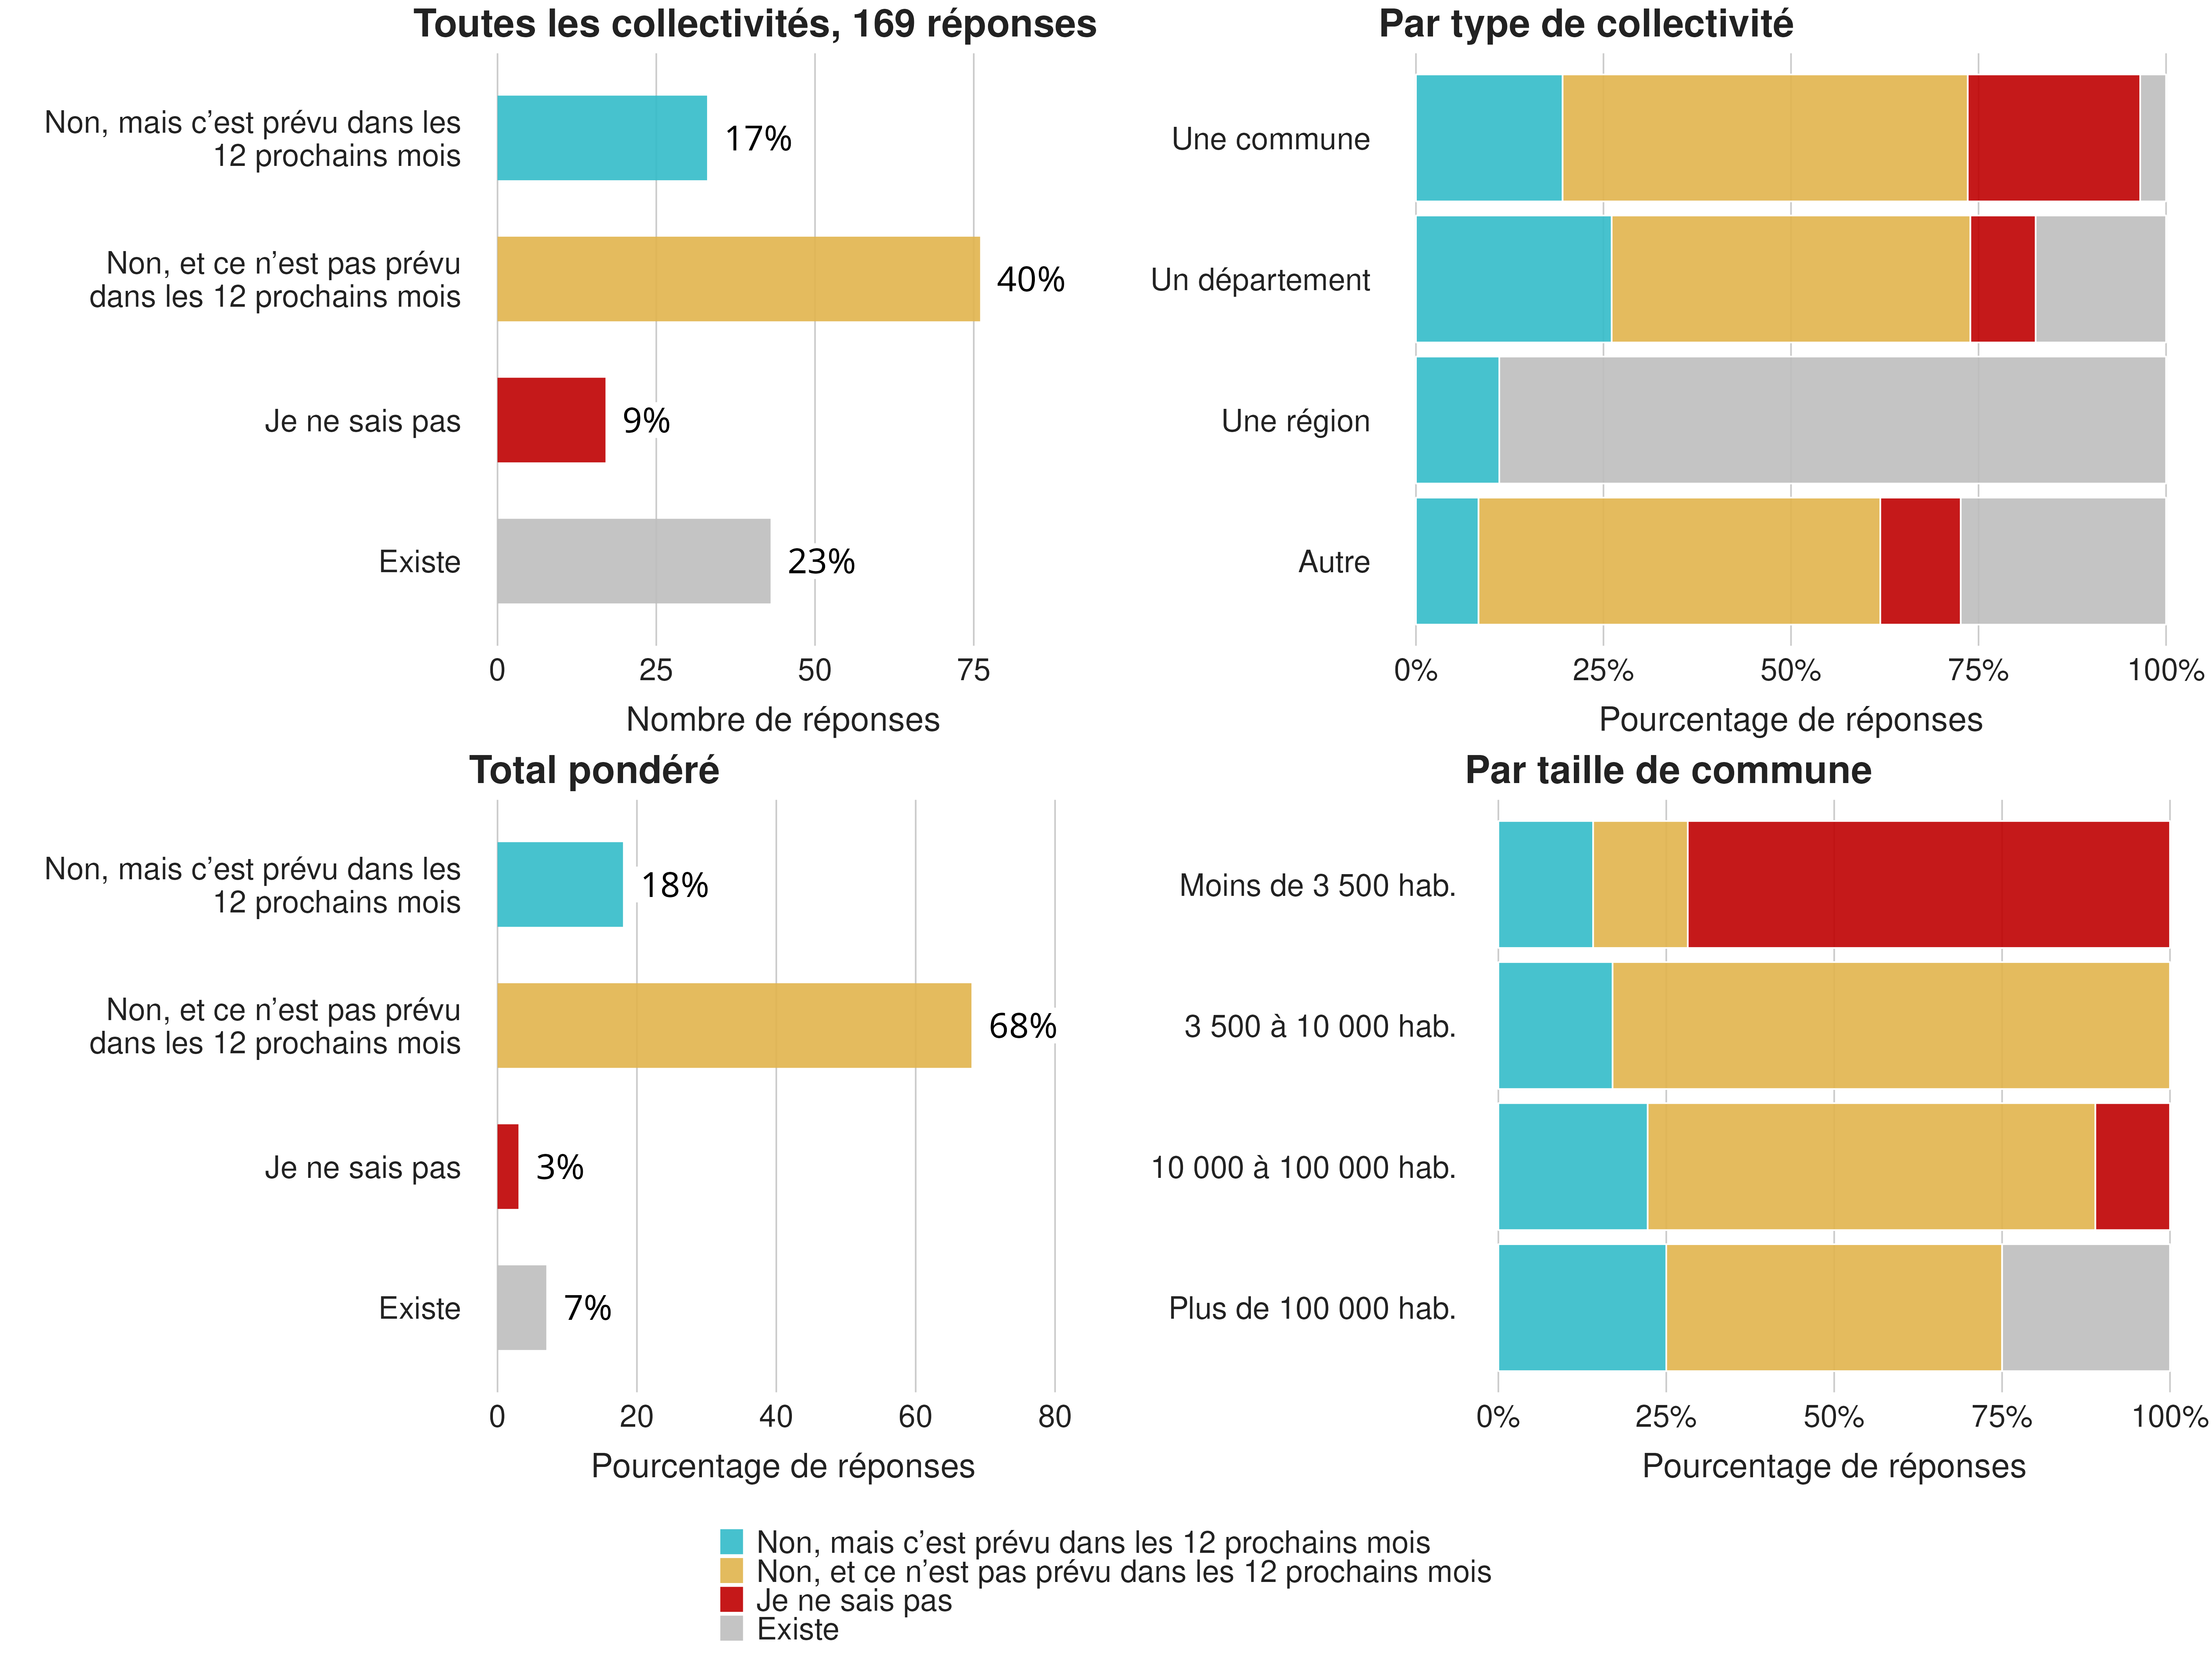 Toutes les collectivités, 169 réponses
Non, mais c’est prévu dans les
12 prochains mois
17%
Non, et ce n’est pas prévu
dans les 12 prochains mois
40%
Je ne sais pas
9%
Existe
23%
0 25 50 75
Nombre de réponses
Par type de collectivité
Une commune
Un département
Une région
Autre
0% 25% 50% 75% 100%
Pourcentage de réponses
Total pondéré
Non, mais c’est prévu dans les
12 prochains mois
18%
Non, et ce n’est pas prévu
dans les 12 prochains mois
68%
Je ne sais pas
3%
Existe
7%
0 20 40 60 80
Pourcentage de réponses
Par taille de commune
Moins de 3 500 hab.
3 500 à 10 000 hab.
10 000 à 100 000 hab.
Plus de 100 000 hab.
0% 25% 50% 75% 100%
Pourcentage de réponses
Non, mais c’est prévu dans les 12 prochains mois
Non, et ce n’est pas prévu dans les 12 prochains mois
Je ne sais pas
Existe